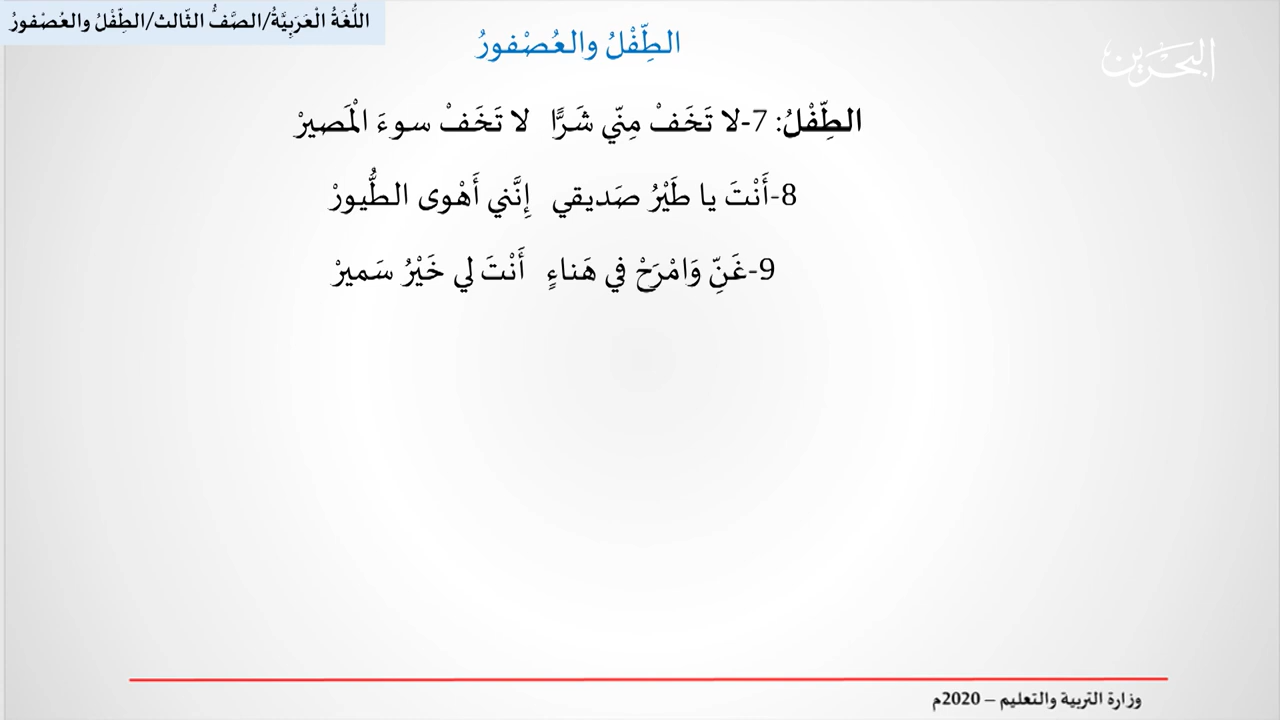 اللُّغَةُ الْعَرَبِيَّةُ/الصَّفُّ الثّالث/الطِّفْلُ والعُصْفورُ
الطِّفْلُ والعُصْفورُ
البحرين
الطِّفْلُ: 7-لا تَخَفْ مِنّي شَرًّا لا تَخَفْ سوءَ الْمَصيرْ
8-أَنْتَ يا طَيْرُ صَديقي إِنَّني أَهْوى الطُّيورْ
9-غَنِّ وَامْرَحْ في هَناءٍ أَنْتَ لي خَيْرُ سَميرْ
وزارة التربية والتعليم – 2020م